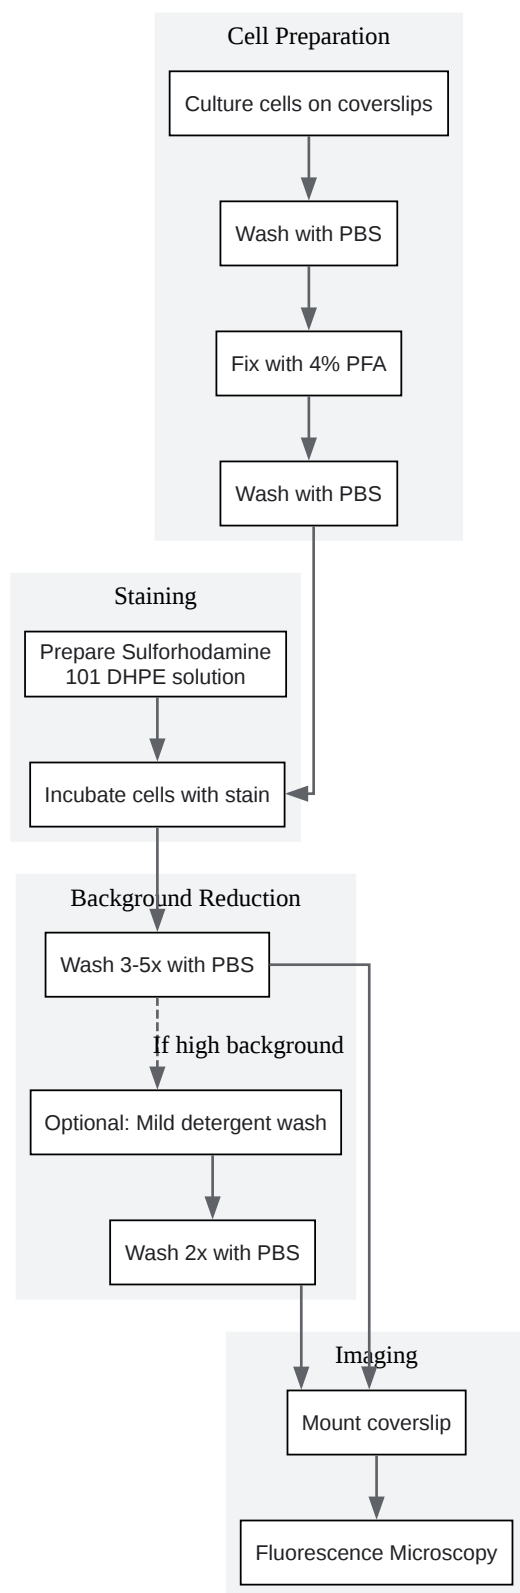 Cell Preparation
Culture cells on coverslips
Wash with PBS
Fix with 4% PFA
Wash with PBS
Staining
Prepare Sulforhodamine
101 DHPE solution
Incubate cells with stain
Background Reduction
Wash 3-5x with PBS
If high background
Optional: Mild detergent wash
Wash 2x with PBS
Imaging
Mount coverslip
Fluorescence Microscopy